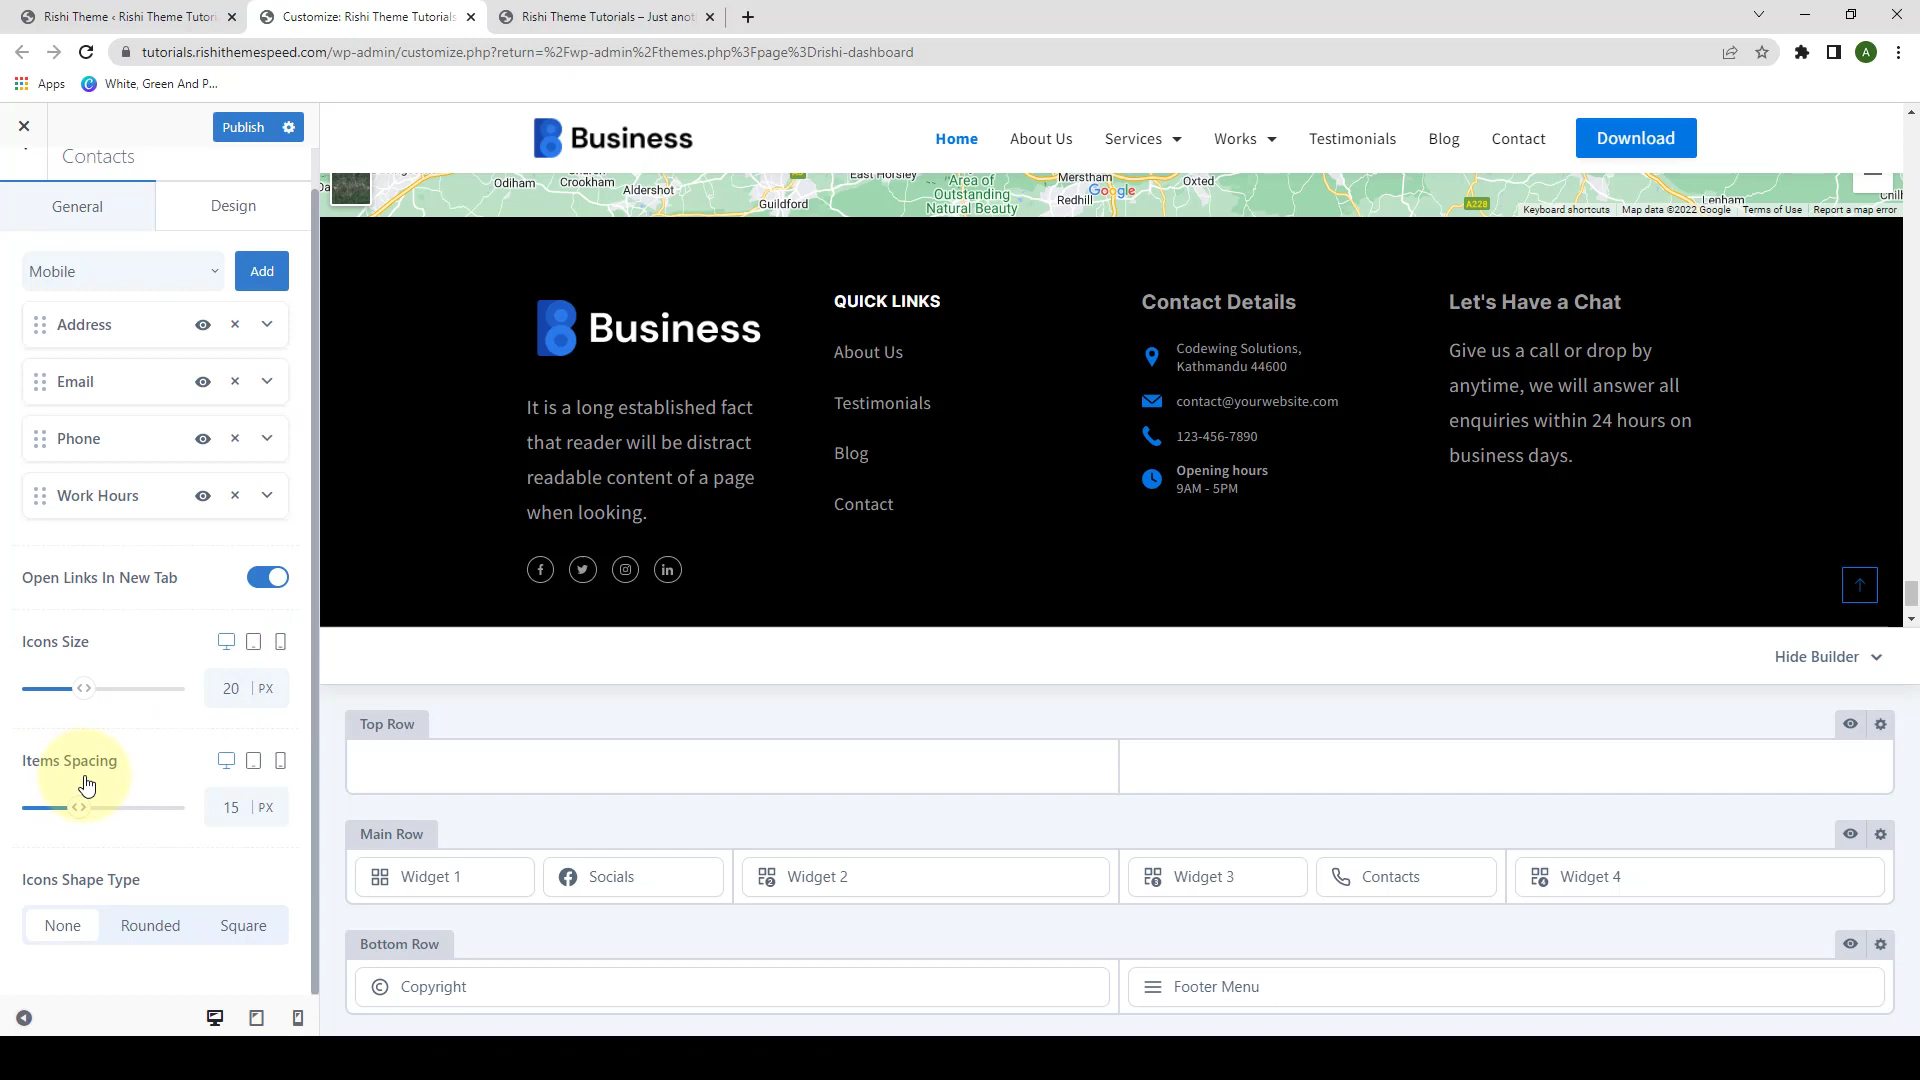 Rishi Theme ‹ Rishi Theme Tutori
Customize: Rishi Theme Tutorials
Rishi Theme Tutorials – Just anot
tutorials.rishithemespeed.com/wp-admin/customize.php?return=%2Fwp-admin%2Fthemes.php%3Fpage%3Drishi-dashboard
A
Apps
White, Green And P...
Publish
Contacts
General
Design
Mobile
Add
Address
Email
Phone
Work Hours
Open Links In New Tab
Icons Size
20 PX
Items Spacing
15 PX
Icons Shape Type
None
Rounded
Square
Business
Home
About Us
Services
Works
Testimonials
Blog
Contact
Download
Odiham
Crookham
Aldershot
Guildford
East Horsley
Area of
Outstanding
Natural Beauty
Merstham
Google
Redhill
Oxted
A228
Lenham
Keyboard shortcuts
Map data ©2022 Google
Terms of Use
Report a map error
Business
It is a long established fact
that reader will be distract
readable content of a page
when looking.
QUICK LINKS
About Us
Testimonials
Blog
Contact
Contact Details
Codewing Solutions,
Kathmandu 44600
contact@yourwebsite.com
123-456-7890
Opening hours
9AM - 5PM
Let's Have a Chat
Give us a call or drop by
anytime, we will answer all
enquiries within 24 hours on
business days.
Hide Builder
Top Row
Main Row
Widget 1
Socials
Widget 2
Widget 3
Contacts
Widget 4
Bottom Row
Copyright
Footer Menu